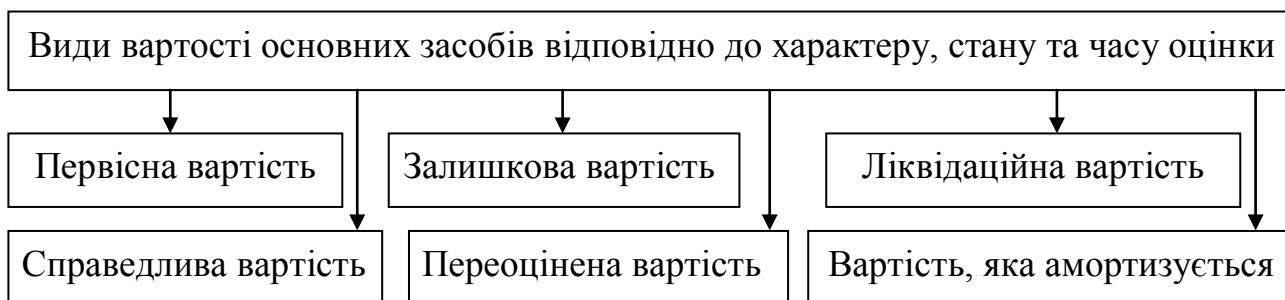 Види вартості основних засобів відповідно до характеру, стану та часу оцінки
Первісна вартість
Залишкова вартість
Ліквідаційна вартість
Справедлива вартість
Переоцінена вартість
Вартість, яка амортизується